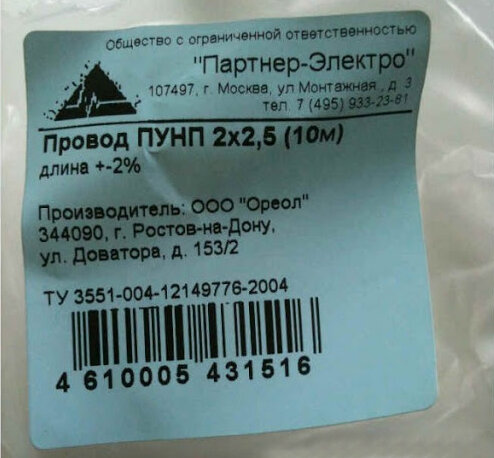 Общество с ограниченной ответственностью
"Партнер-Электро"
107497, г. Москва, ул Монтажная , д 3
тел. 7 (495) 933-23-81
Провод ПУНП 2х2,5 (10м)
длина +-2%
Производитель: ООО "Ореол"
344090, г. Ростов-на-Дону,
ул. Доватора, д. 153/2
ТУ 3551-004-12149776-2004
4 610005 431516